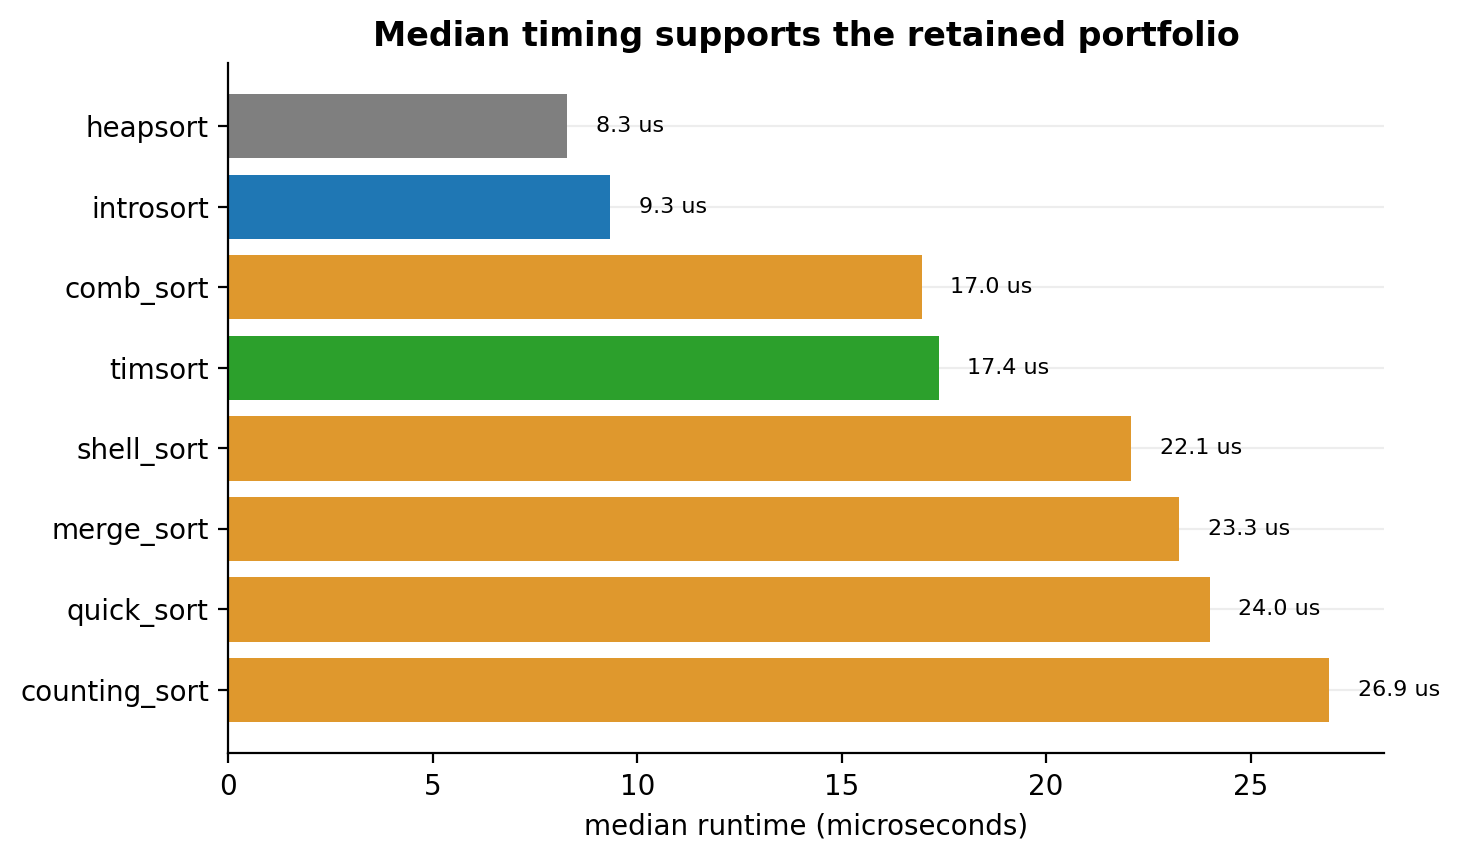 Median timing supports the retained portfolio
heapsort 8.3 us
introsort 9.3 us
comb_sort 17.0 us
timsort 17.4 us
shell_sort 22.1 us
merge_sort 23.3 us
quick_sort 24.0 us
counting_sort 26.9 us
0 5 10 15 20 25
median runtime (microseconds)